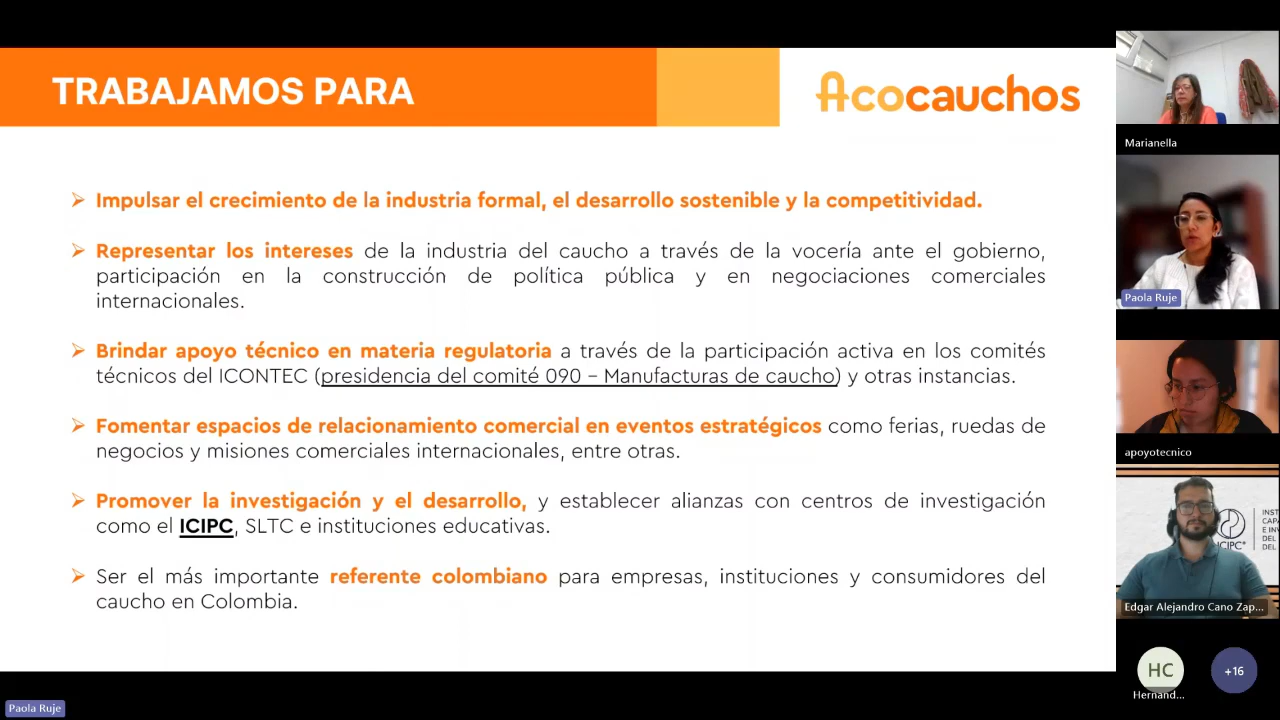 TRABAJAMOS PARA
Acocauchos
Impulsar el crecimiento de la industria formal, el desarrollo sostenible y la competitividad.
Representar los intereses de la industria del caucho a través de la vocería ante el gobierno,
participación en la construcción de política pública y en negociaciones comerciales
internacionales.
Brindar apoyo técnico en materia regulatoria a través de la participación activa en los comités
técnicos del ICONTEC (presidencia del comité 090 – Manufacturas de caucho) y otras instancias.
Fomentar espacios de relacionamiento comercial en eventos estratégicos como ferias, ruedas de
negocios y misiones comerciales internacionales, entre otras.
Promover la investigación y el desarrollo, y establecer alianzas con centros de investigación
como el ICIPC, SLTC e instituciones educativas.
Ser el más importante referente colombiano para empresas, instituciones y consumidores del
caucho en Colombia.
Marianella
Paola Ruje
apoyotecnico
ICIPC
INST
CAPA
E INV
DEL
DEL
Edgar Alejandro Cano Zap...
HC
Hernand...
+16
Paola Ruje